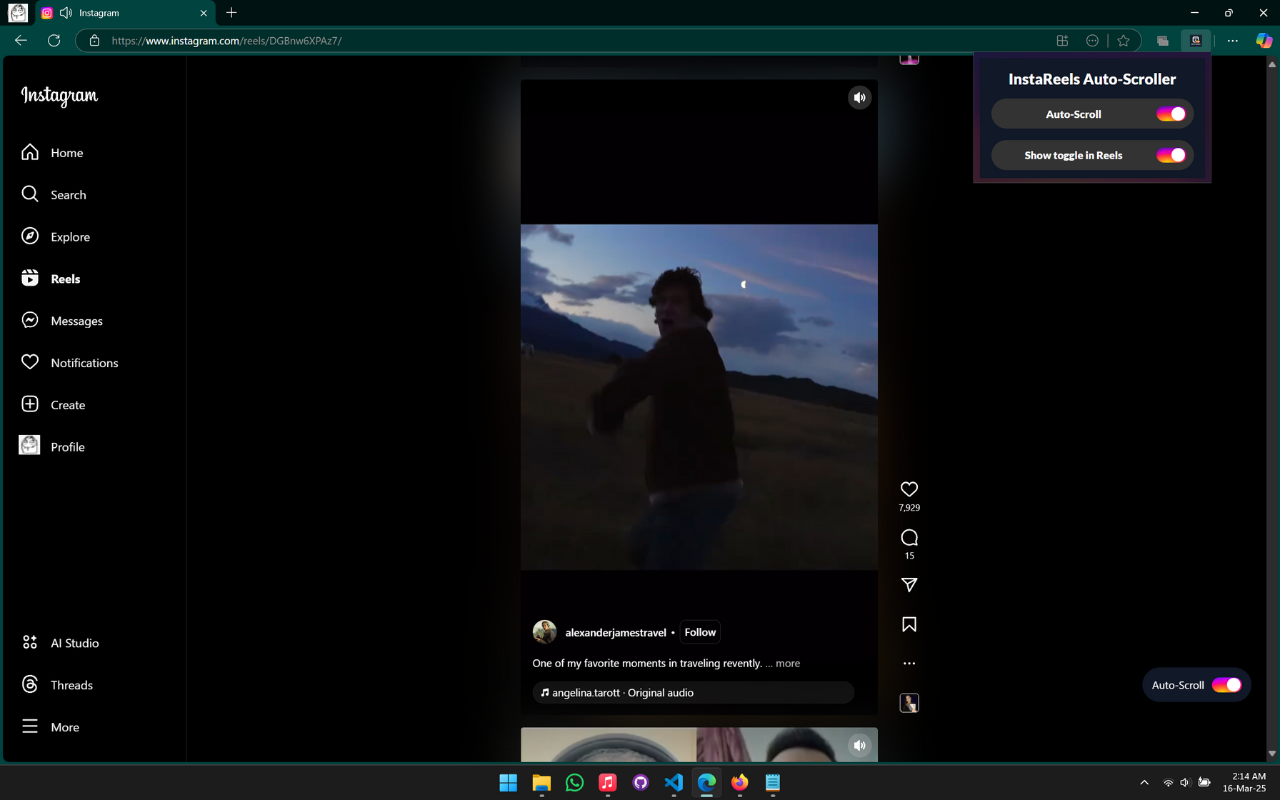 Instagram
https://www.instagram.com/reels/DGBnw6XPAz7/
Instagram
Home
Search
Explore
Reels
Messages
Notifications
Create
Profile
AI Studio
Threads
More
InstaReels Auto-Scroller
Auto-Scroll
Show toggle in Reels
7,929
15
alexanderjamestravel • Follow
One of my favorite moments in traveling revently. ... more
angelina.tarott · Original audio
Auto-Scroll
2:14 AM
16-Mar-25